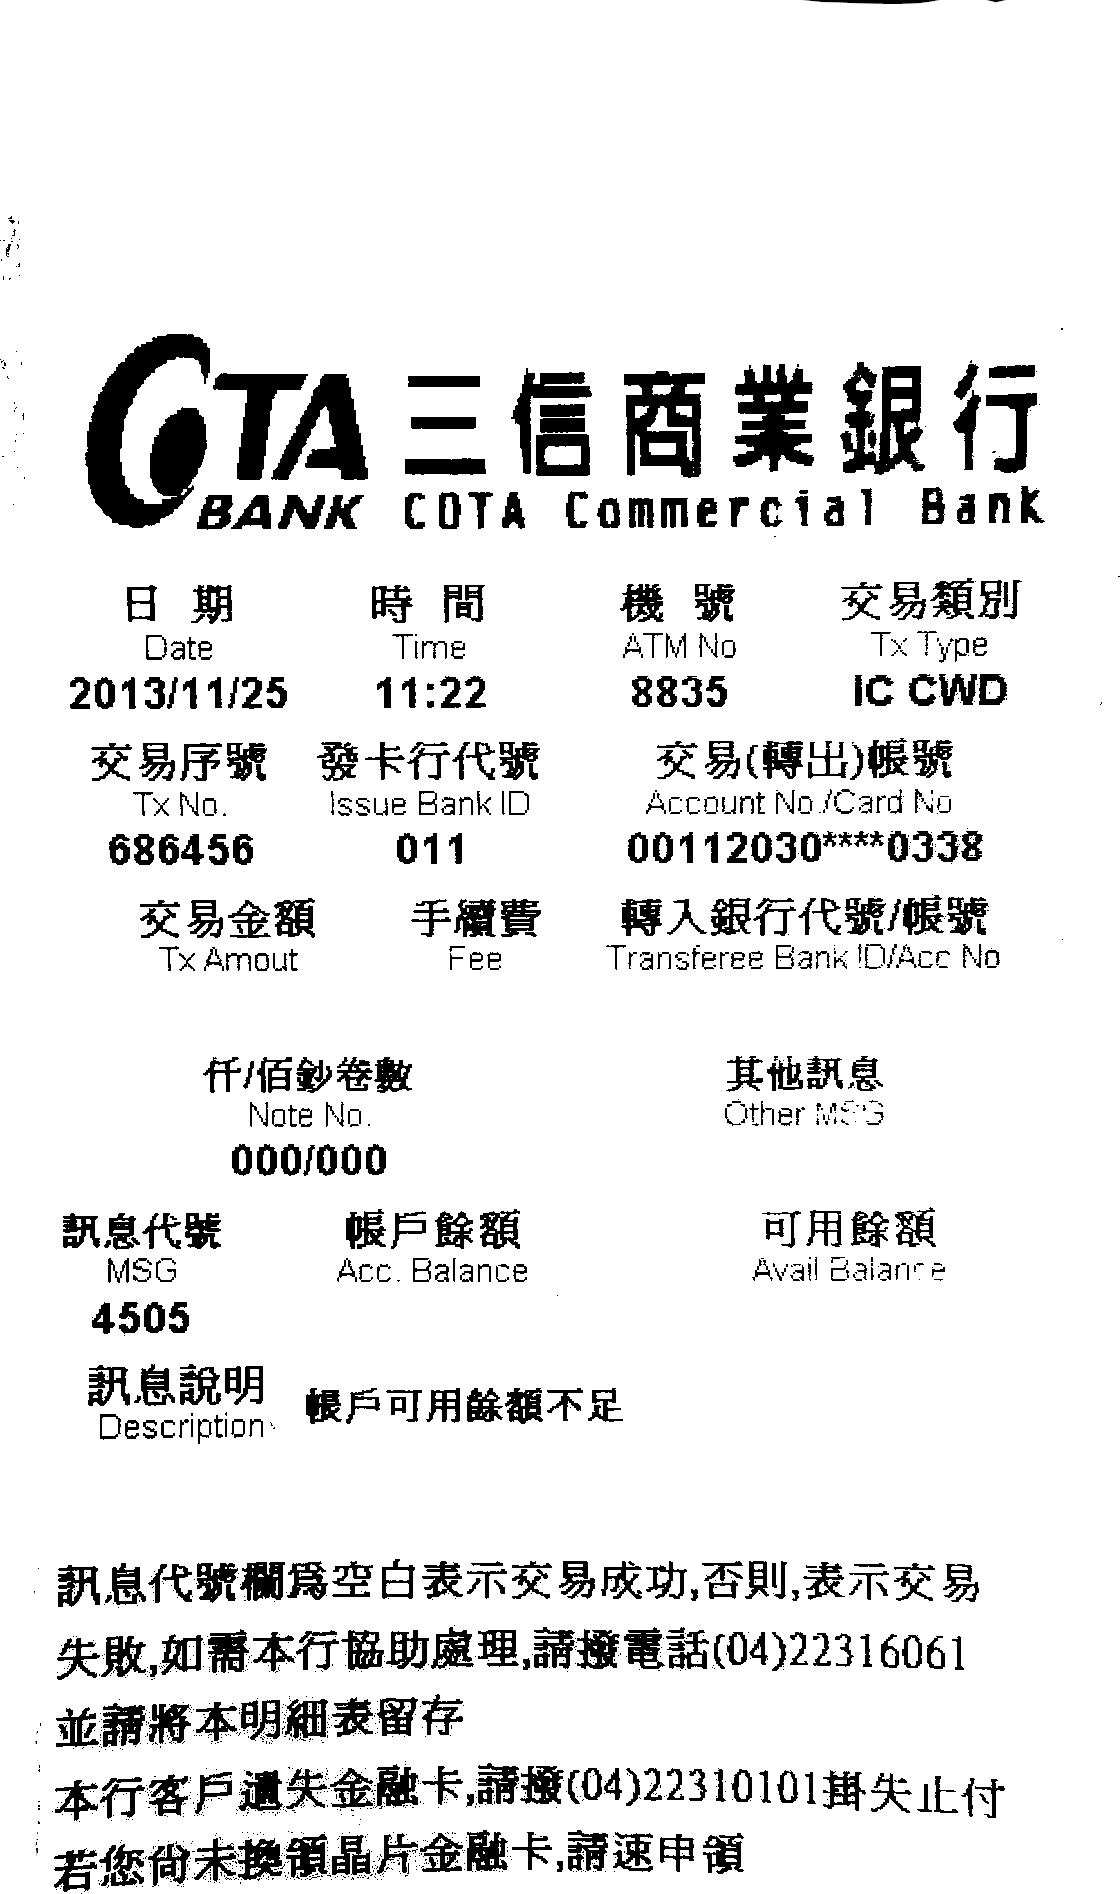 COTA 三信商業銀行
BANK COTA Commercial Bank
日期 時間 機號 交易類別
Date Time ATM No Tx Type
2013/11/25 11:22 8835 IC CWD
交易序號 發卡行代號 交易(轉出)帳號
Tx No. Issue Bank ID Account No./Card No
686456 011 00112030****0338
交易金額 手續費 轉入銀行代號/帳號
Tx Amout Fee Transferee Bank ID/Acc No
仟/佰鈔卷數 其他訊息
Note No. Other MSG
000/000
訊息代號 帳戶餘額 可用餘額
MSG Acc. Balance Avail Balance
4505
訊息說明 帳戶可用餘額不足
Description
訊息代號欄爲空白表示交易成功,否則,表示交易
失敗,如需本行協助處理,請撥電話(04)22316061
並請將本明細表留存
本行客戶遺失金融卡,請撥(04)22310101掛失止付
若您尚未換領晶片金融卡,請速申領